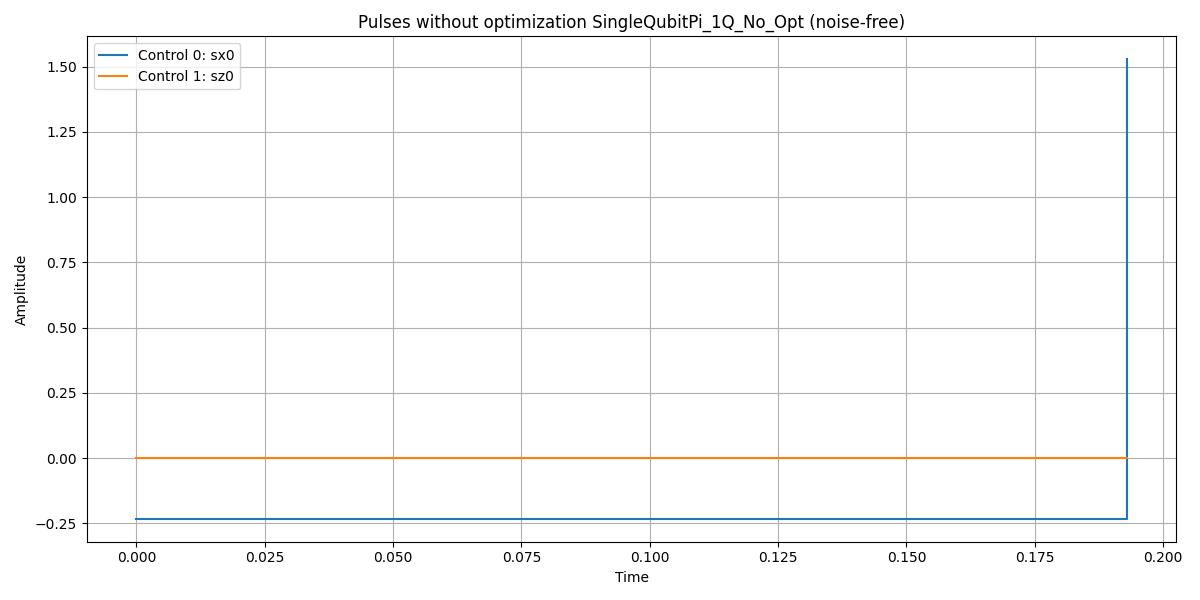 Pulses without optimization SingleQubitPi_1Q_No_Opt (noise-free)
Control 0: sx0
Control 1: sz0
Amplitude
1.50
1.25
1.00
0.75
0.50
0.25
0.00
−0.25
0.000 0.025 0.050 0.075 0.100 0.125 0.150 0.175 0.200
Time